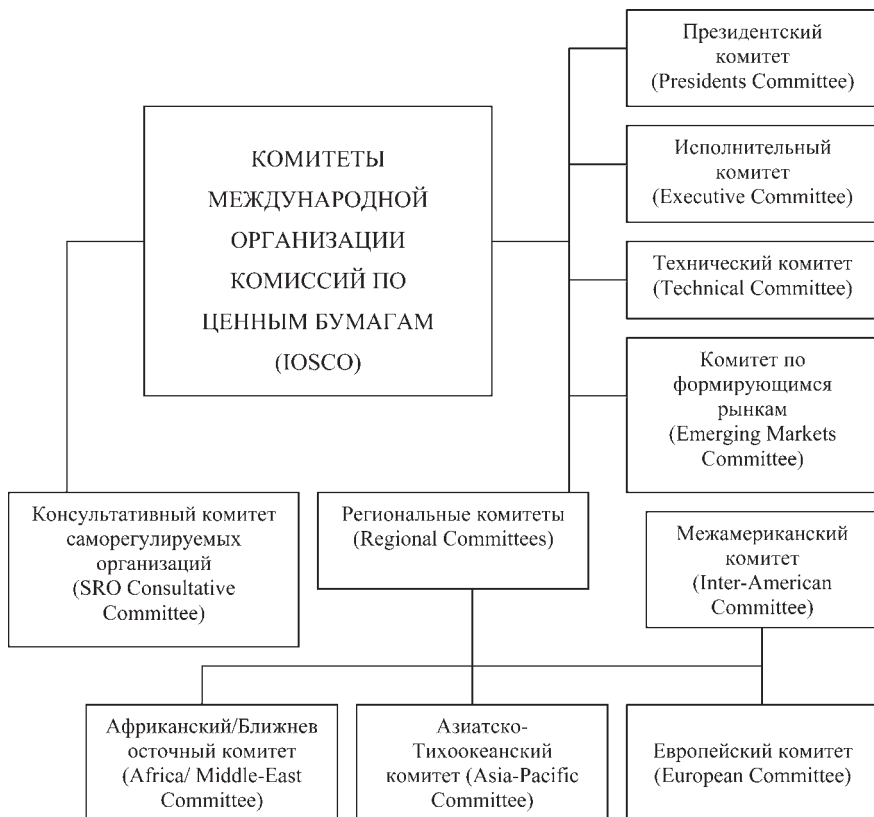 КОМИТЕТЫ
МЕЖДУНАРОДНОЙ
ОРГАНИЗАЦИИ
КОМИССИЙ ПО
ЦЕННЫМ БУМАГАМ
(IOSCO)
Президентский
комитет
(Presidents Committee)
Исполнительный
комитет
(Executive Committee)
Технический комитет
(Technical Committee)
Комитет по
формирующимся
рынкам
(Emerging Markets
Committee)
Консультативный комитет
саморегулируемых
организаций
(SRO Consultative
Committee)
Региональные комитеты
(Regional Committees)
Межамериканский
комитет
(Inter-American
Committee)
Африканский/Ближнев
осточный комитет
(Africa/ Middle-East
Committee)
Азиатско-
Тихоокеанский
комитет (Asia-Pacific
Committee)
Европейский комитет
(European Committee)